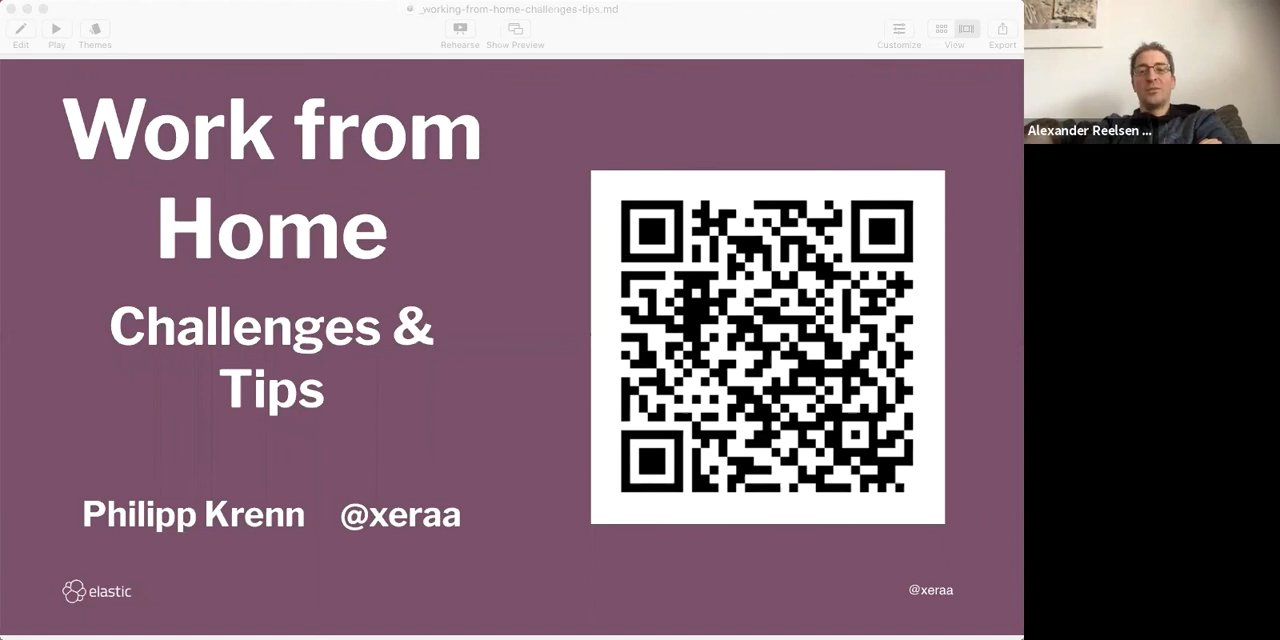 _working-from-home-challenges-tips.md
Edit
Play
Themes
Rehearse
Show Preview
Customize
View
Export
Work from
Home
Challenges &
Tips
Philipp Krenn @xeraa
elastic
@xeraa
Alexander Reelsen ...